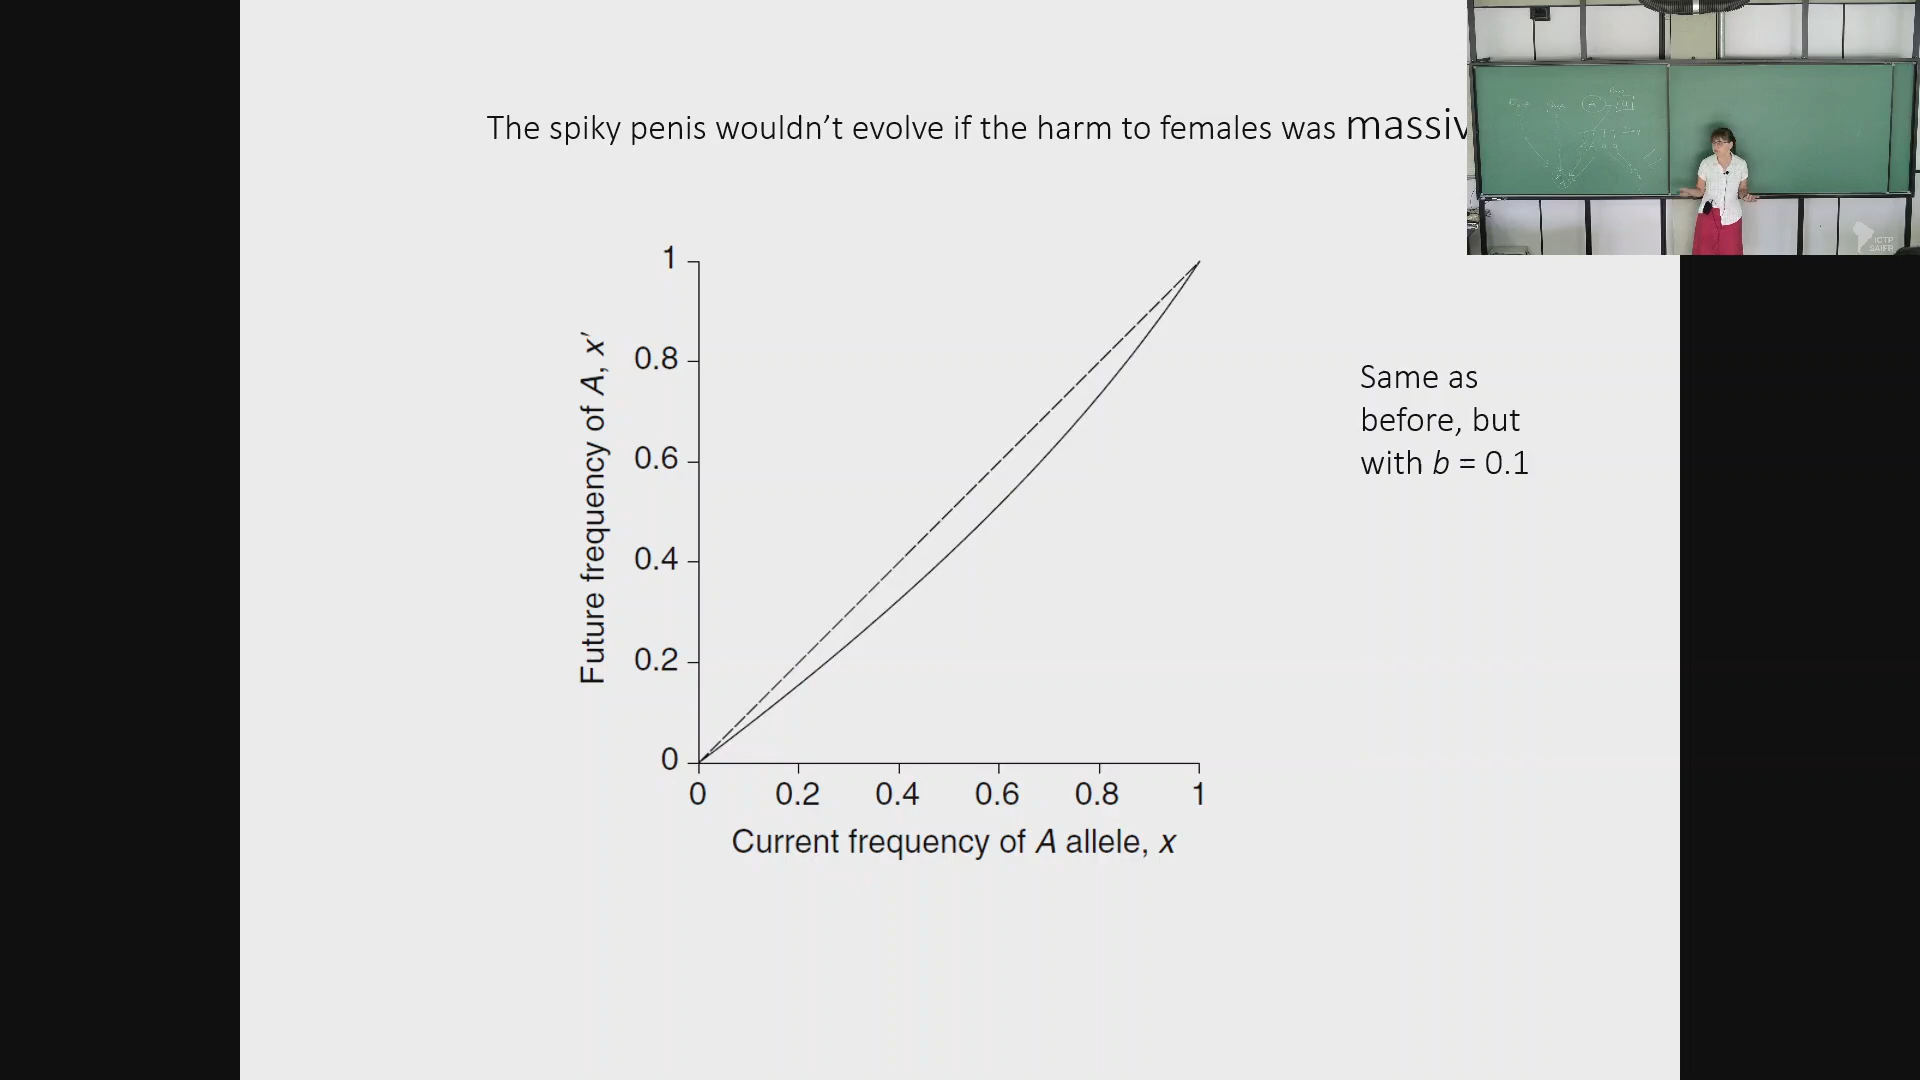 The spiky penis wouldn't evolve if the harm to females was massiv
1
0.8
0.6
0.4
0.2
0
0 0.2 0.4 0.6 0.8 1
Future frequency of A, x'
Current frequency of A allele, x
Same as
before, but
with b = 0.1
ICTP
SAIFR